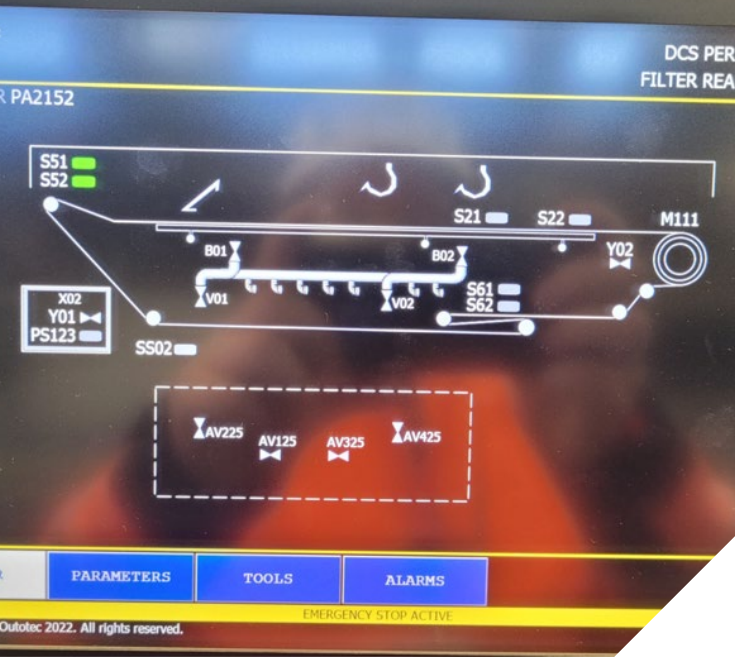 DCS PER
FILTER REA
R PA2152
S51
S52
S21
S22
M111
B01
B02
Y02
S61
S62
V01
V02
X02
Y01
PS123
SS02
AV225
AV125
AV325
AV425
R
PARAMETERS
TOOLS
ALARMS
EMERGENCY STOP ACTIVE
Outotec 2022. All rights reserved.